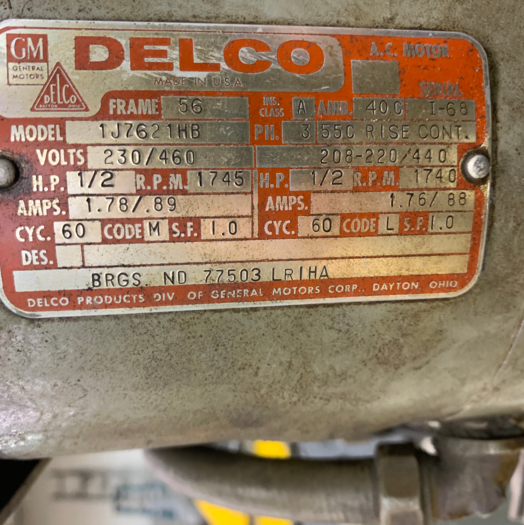 GM
GENERAL
MOTORS
DELCO
DAYTON OHIO
DELCO
MADE IN U.S.A.
A.C. MOTOR
FRAME 56 INS. CLASS A AMB. 40C I-68
MODEL 1J7621HB PH. 3 55C RISE CONT.
VOLTS 230/460 208-220/440
H.P. 1/2 R.P.M. 1745 H.P. 1/2 R.P.M. 1740
AMPS. 1.78/.89 AMPS. 1.76/ 88
CYC. 60 CODE M S.F. 1.0 CYC. 60 CODE L S.F. 1.0
DES.
BRGS. ND 77503 LR1HA
DELCO PRODUCTS DIV. OF GENERAL MOTORS CORP., DAYTON OHIO